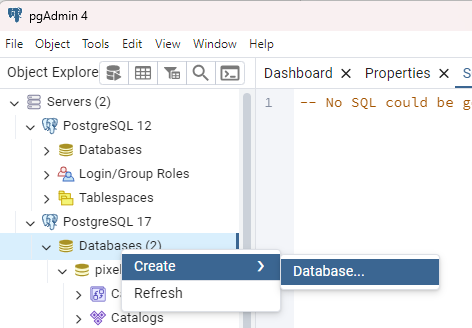 pgAdmin 4
File Object Tools Edit View Window Help
Object Explore
Dashboard Properties
Servers (2)
1 -- No SQL could be g
PostgreSQL 12
Databases
Login/Group Roles
Tablespaces
PostgreSQL 17
Databases (2)
Create
Database...
pixel
Refresh
Catalogs